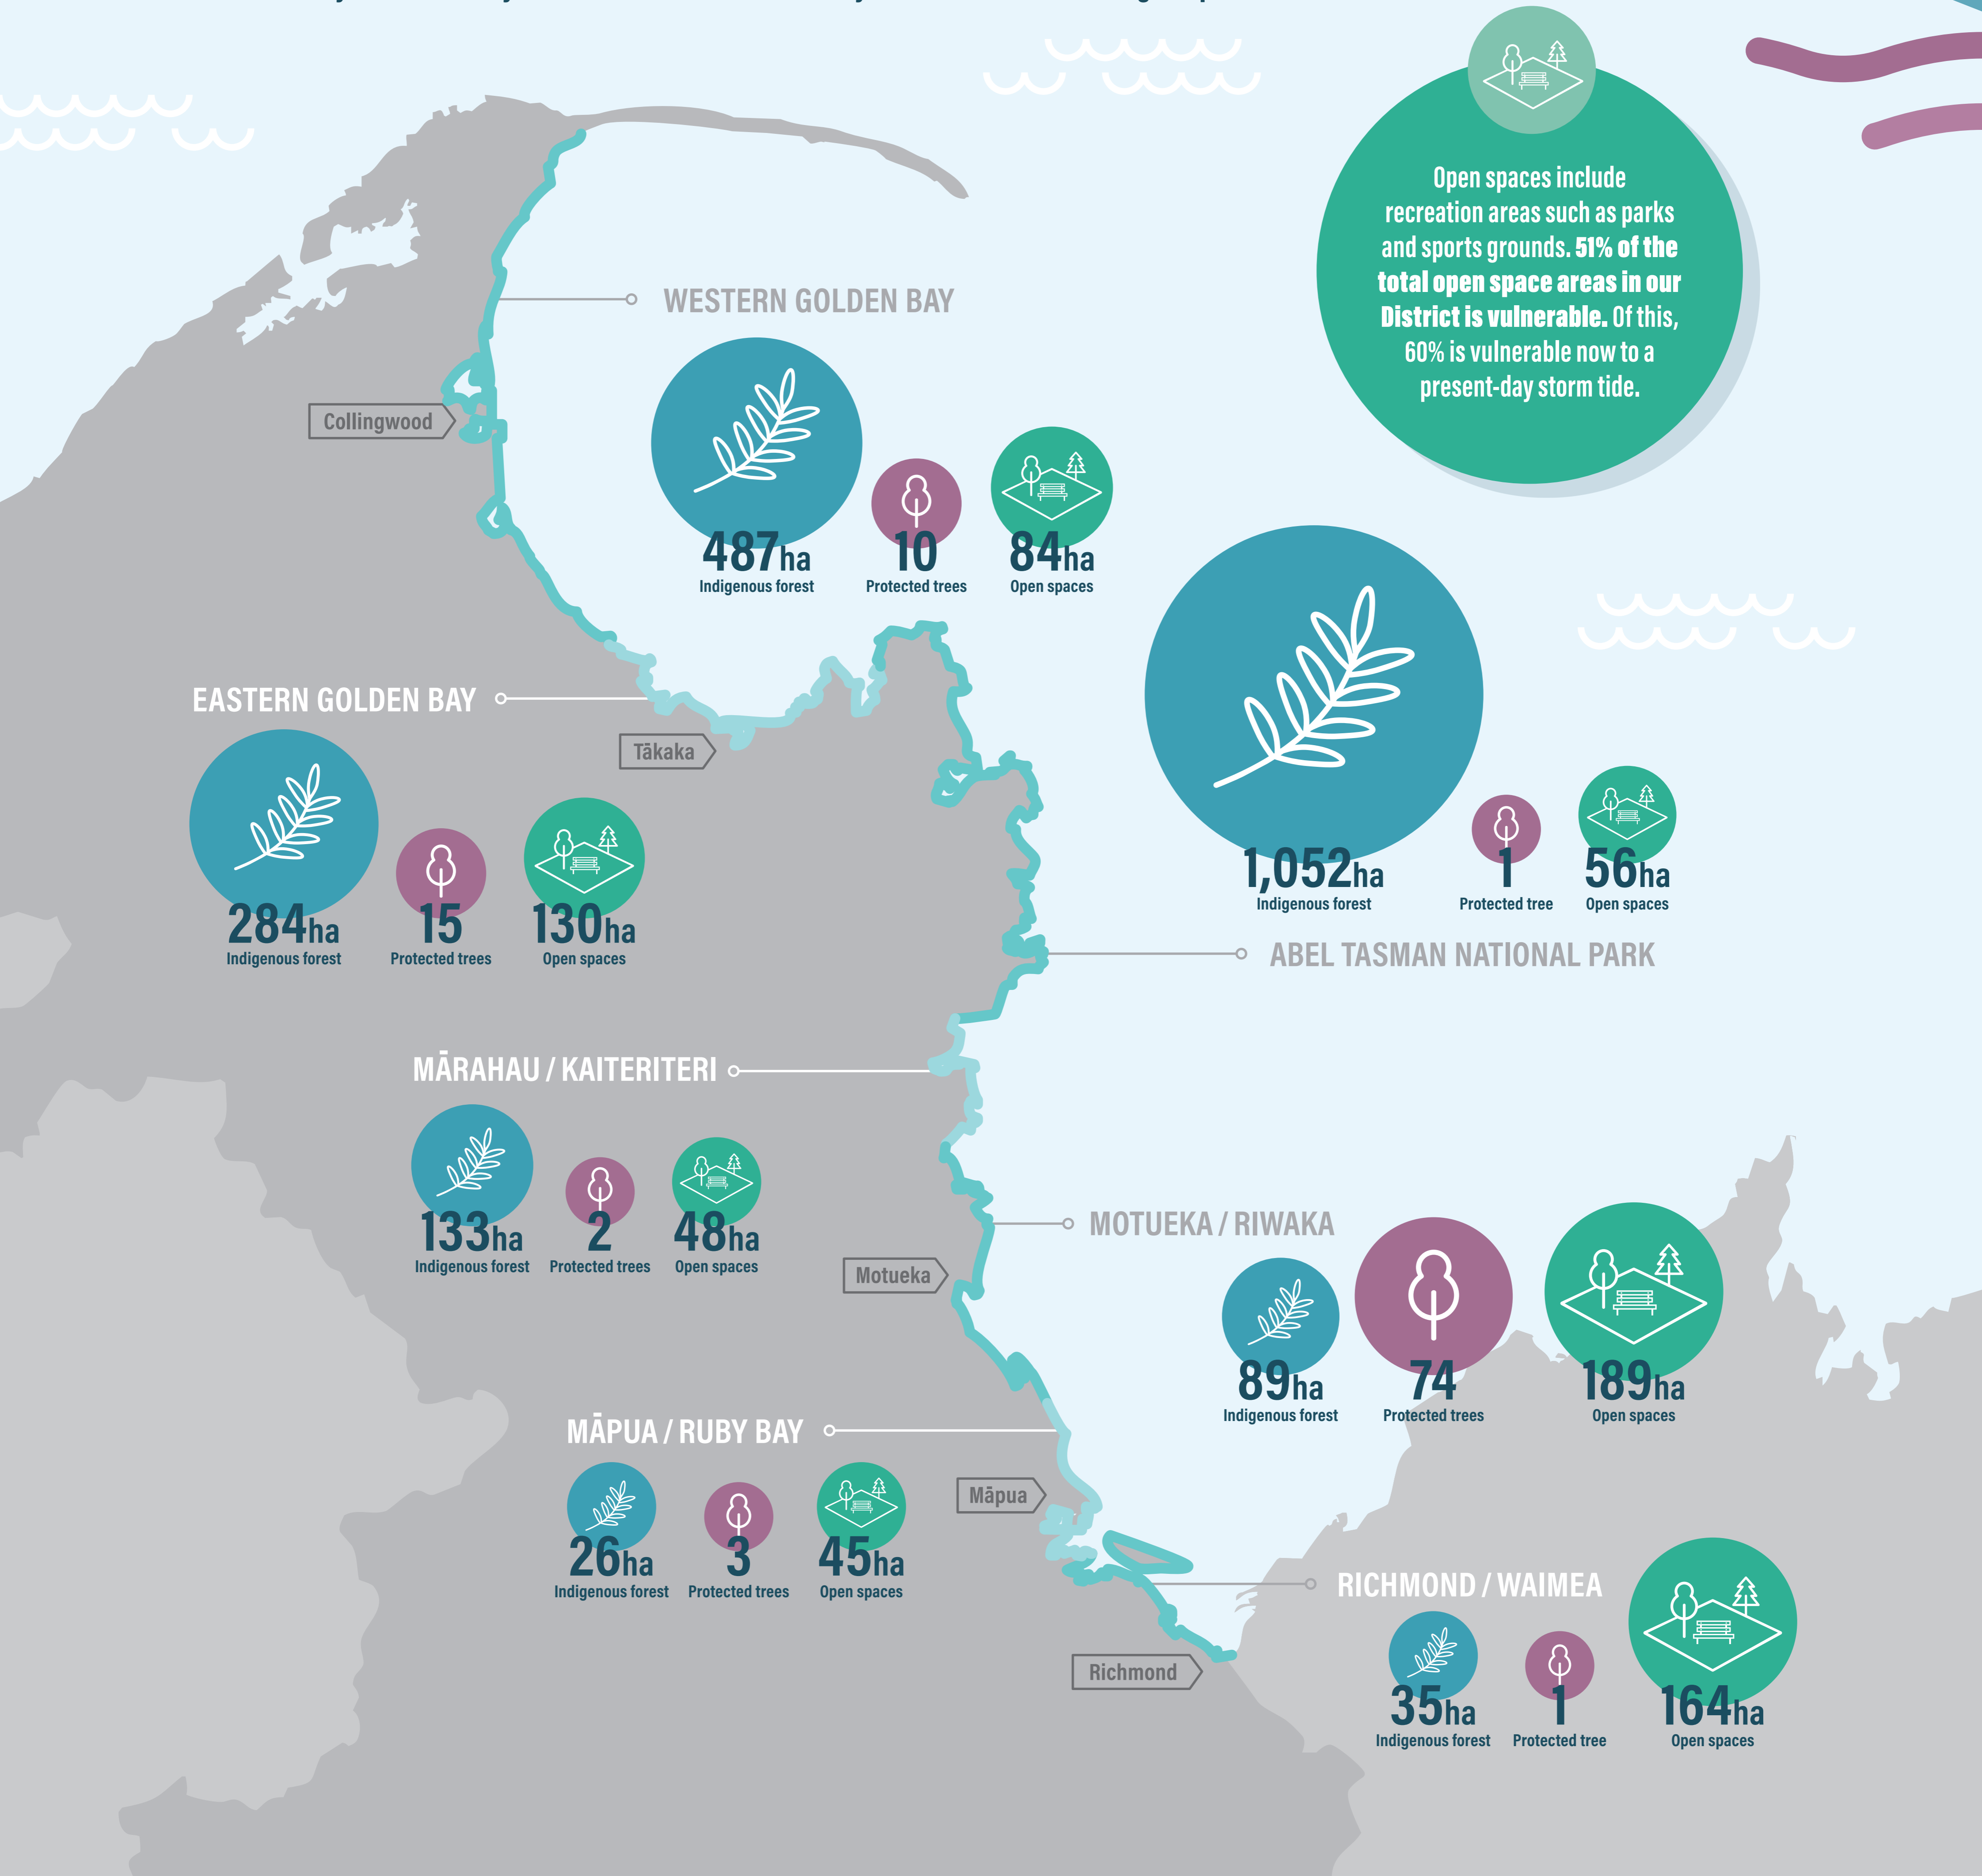 Open spaces include
recreation areas such as parks
and sports grounds. 51% of the
total open space areas in our
District is vulnerable. Of this,
60% is vulnerable now to a
present-day storm tide.
WESTERN GOLDEN BAY
487ha
Indigenous forest
10
Protected trees
84ha
Open spaces
Collingwood
EASTERN GOLDEN BAY
284ha
Indigenous forest
15
Protected trees
130ha
Open spaces
Tākaka
1,052ha
Indigenous forest
1
Protected tree
56ha
Open spaces
ABEL TASMAN NATIONAL PARK
MĀRAHAU / KAITERITERI
133ha
Indigenous forest
2
Protected trees
48ha
Open spaces
MOTUEKA / RIWAKA
89ha
Indigenous forest
74
Protected trees
189ha
Open spaces
Motueka
MĀPUA / RUBY BAY
26ha
Indigenous forest
3
Protected trees
45ha
Open spaces
Māpua
RICHMOND / WAIMEA
35ha
Indigenous forest
1
Protected tree
164ha
Open spaces
Richmond